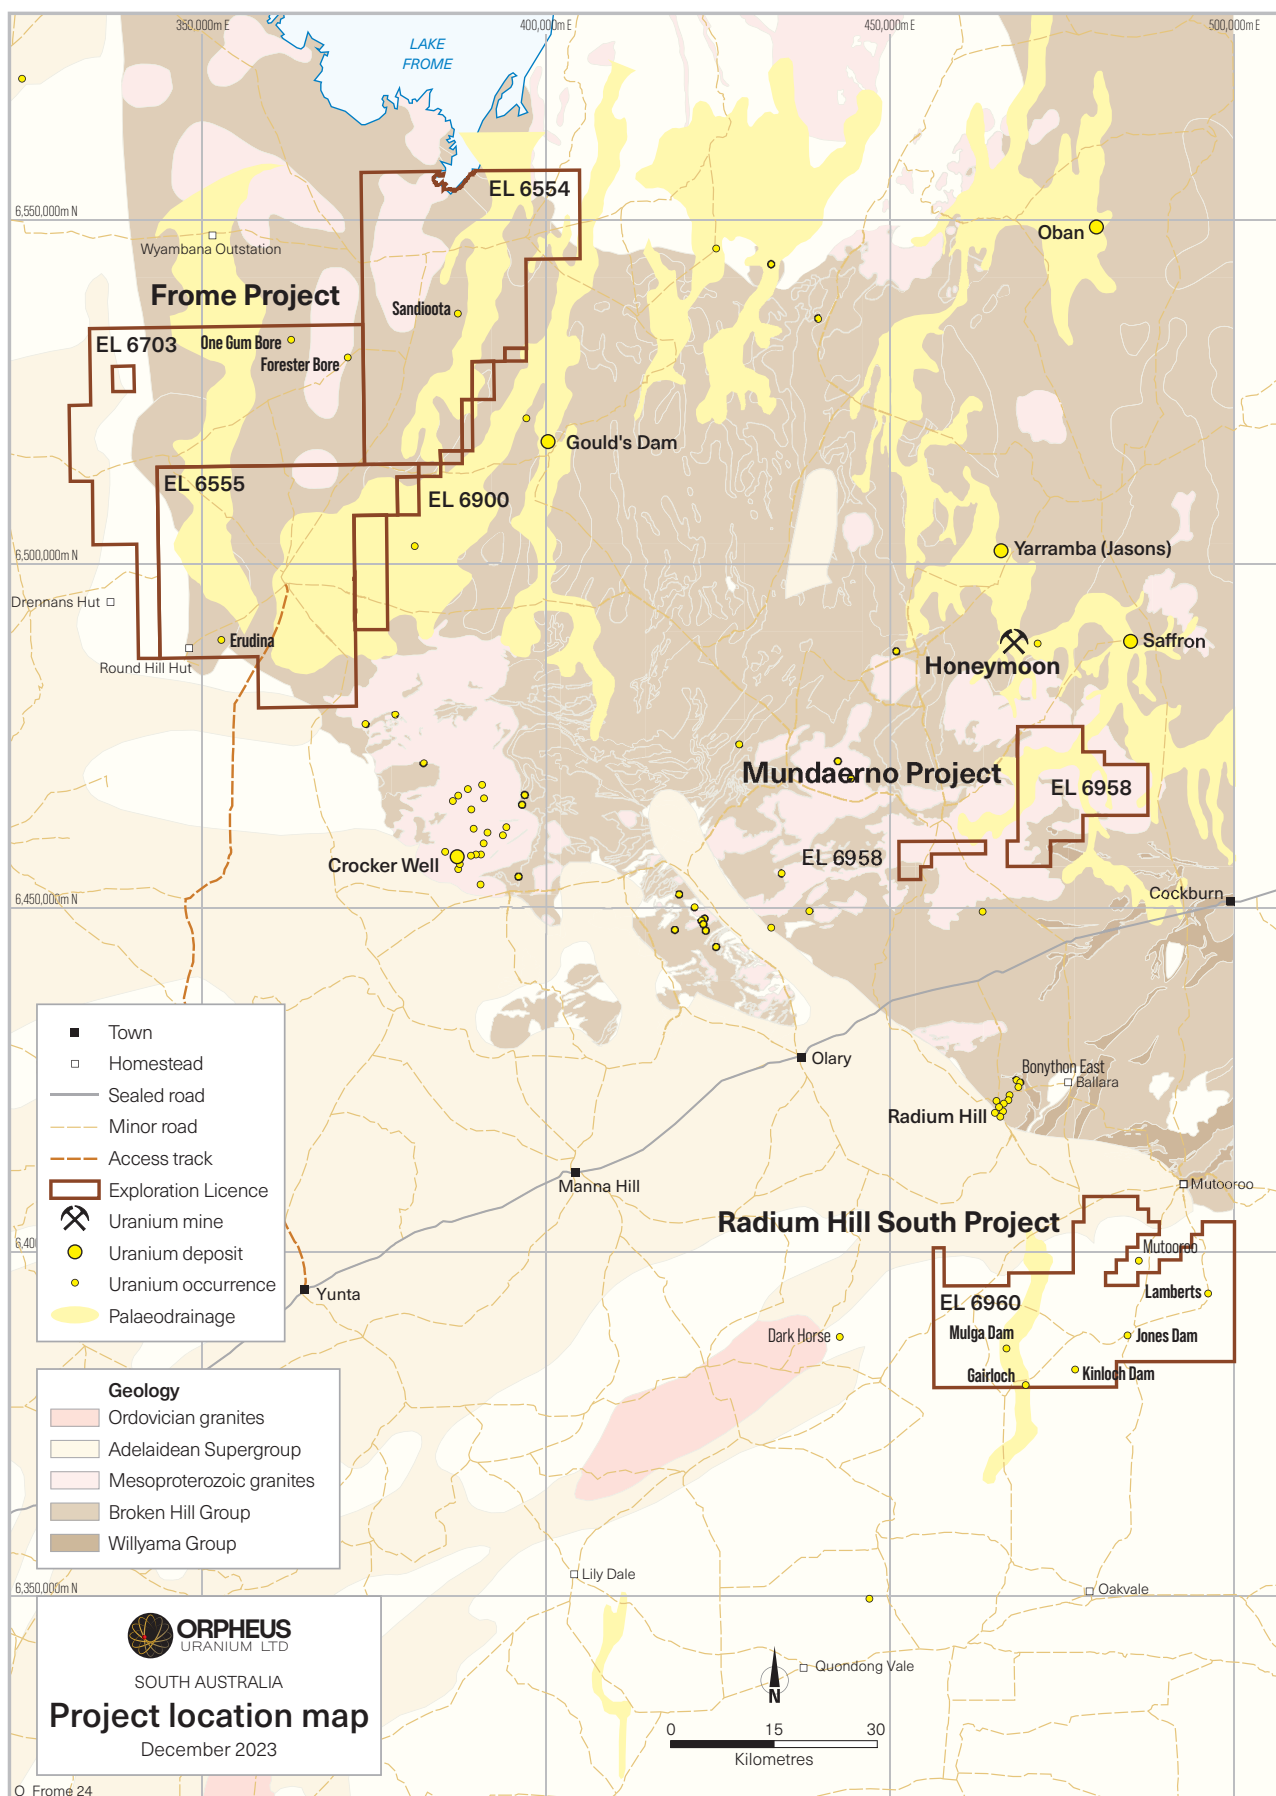 350,000m E
400,000m E
450,000m E
500,000m E
LAKE
FROME
EL 6554
6,550,000m N
Oban
Wyambana Outstation
Frome Project
Sandioota
EL 6703
One Gum Bore
Forester Bore
Gould's Dam
EL 6555
EL 6900
Yarramba (Jasons)
6,500,000m N
Drennans Hut
Erudina
Saffron
Round Hill Hut
Honeymoon
Mundaerno Project
EL 6958
EL 6958
Crocker Well
Cockburn
6,450,000m N
Town
Homestead
Sealed road
Minor road
Access track
Exploration Licence
Uranium mine
Uranium deposit
Uranium occurrence
Palaeodrainage
Olary
Bonython East
Ballara
Radium Hill
Manna Hill
Mutooroo
Radium Hill South Project
6,40
Mutooroo
Yunta
Lamberts
EL 6960
Mulga Dam
Jones Dam
Dark Horse
Gairloch
Kinloch Dam
Geology
Ordovician granites
Adelaidean Supergroup
Mesoproterozoic granites
Broken Hill Group
Willyama Group
Lily Dale
Oakvale
6,350,000m N
ORPHEUS
URANIUM LTD
SOUTH AUSTRALIA
Project location map
December 2023
Quondong Vale
N
0 15 30
Kilometres
O Frome 24